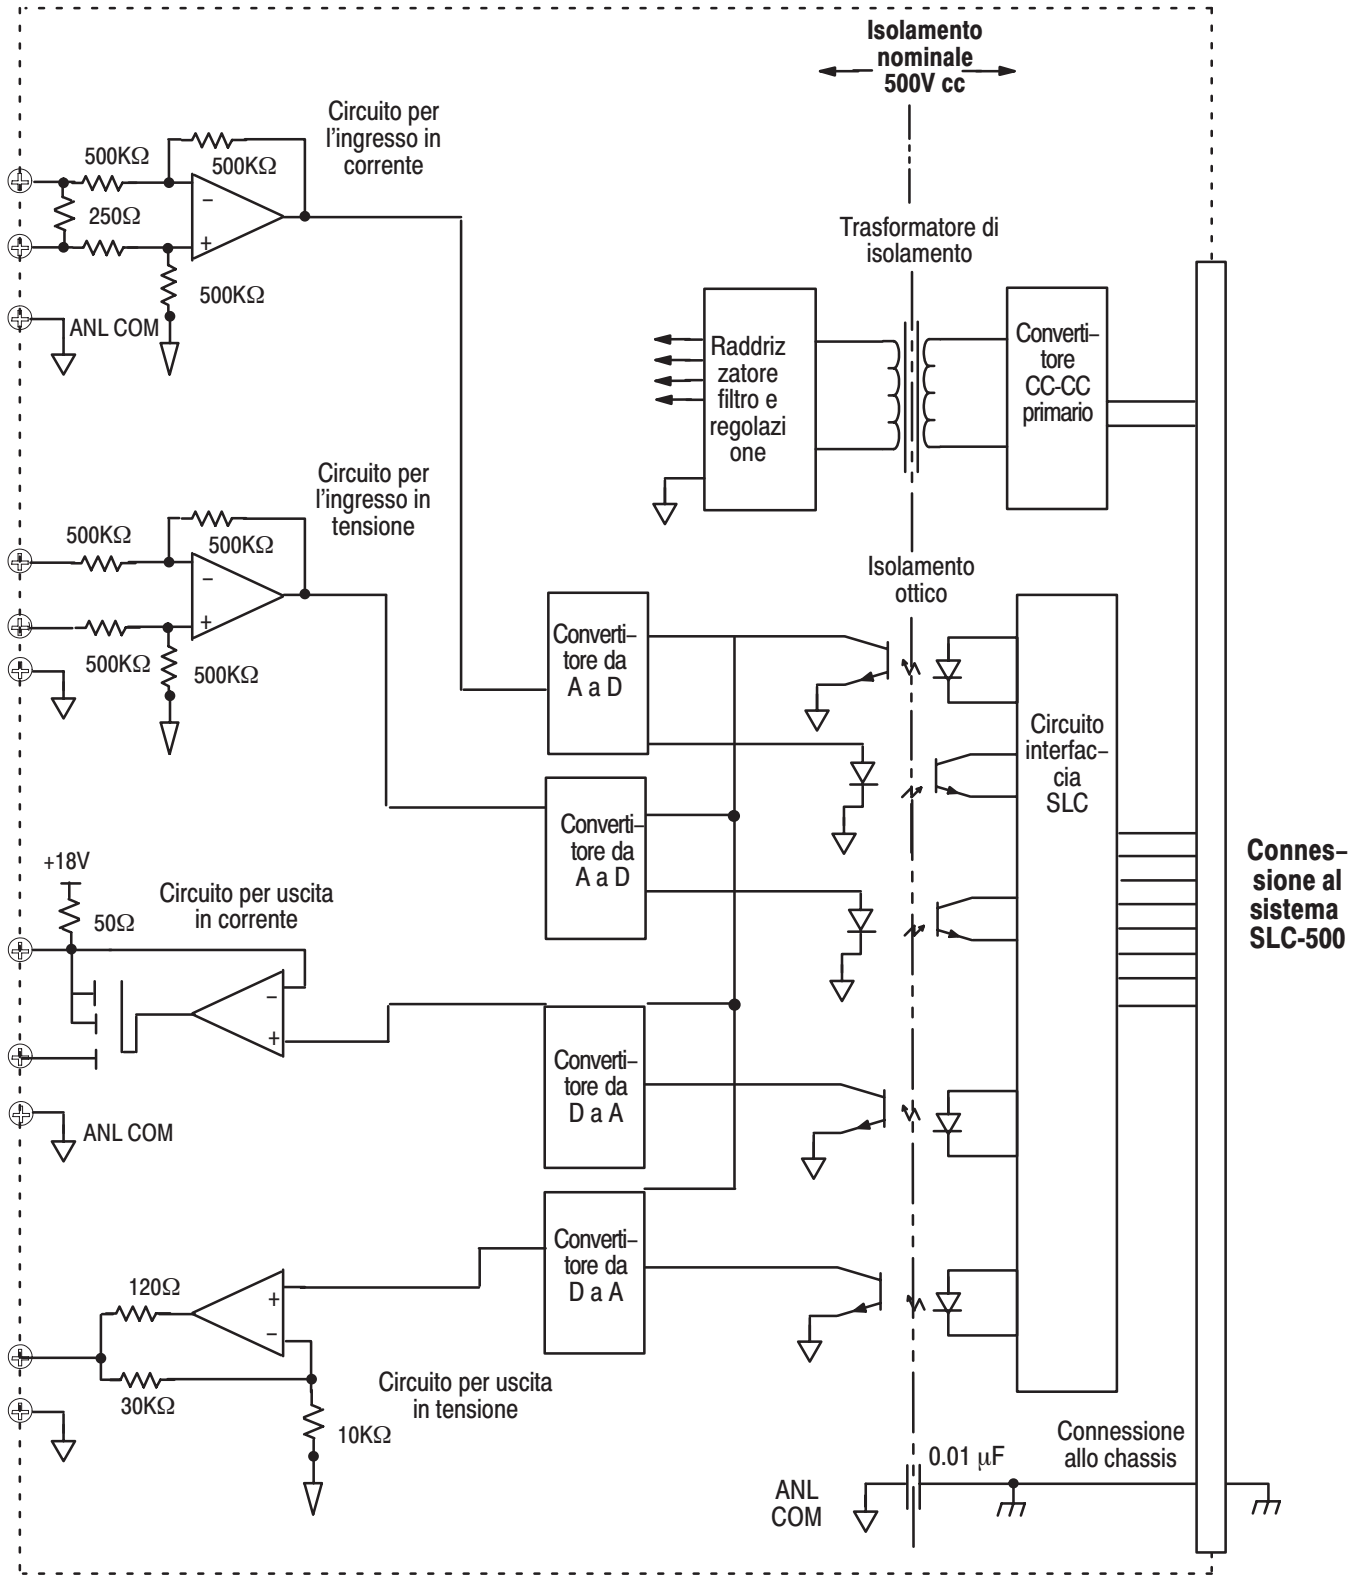 Isolamento
nominale
500V cc
Circuito per
l'ingresso in
corrente
500KΩ
500KΩ
250Ω
–
+
500KΩ
ANL COM
Trasformatore di
isolamento
Raddriz
zatore
filtro e
regolazi
one
Converti–
tore
CC-CC
primario
Circuito per
l'ingresso in
tensione
500KΩ
500KΩ
–
+
500KΩ
500KΩ
Isolamento
ottico
Converti–
tore da
A a D
Circuito
interfac–
cia
SLC
Converti–
tore da
A a D
Connes–
sione al
sistema
SLC-500
+18V
50Ω
Circuito per uscita
in corrente
–
+
Converti–
tore da
D a A
ANL COM
Converti–
tore da
D a A
120Ω
+
–
30KΩ
10KΩ
Circuito per uscita
in tensione
Connessione
allo chassis
0.01 µF
ANL
COM